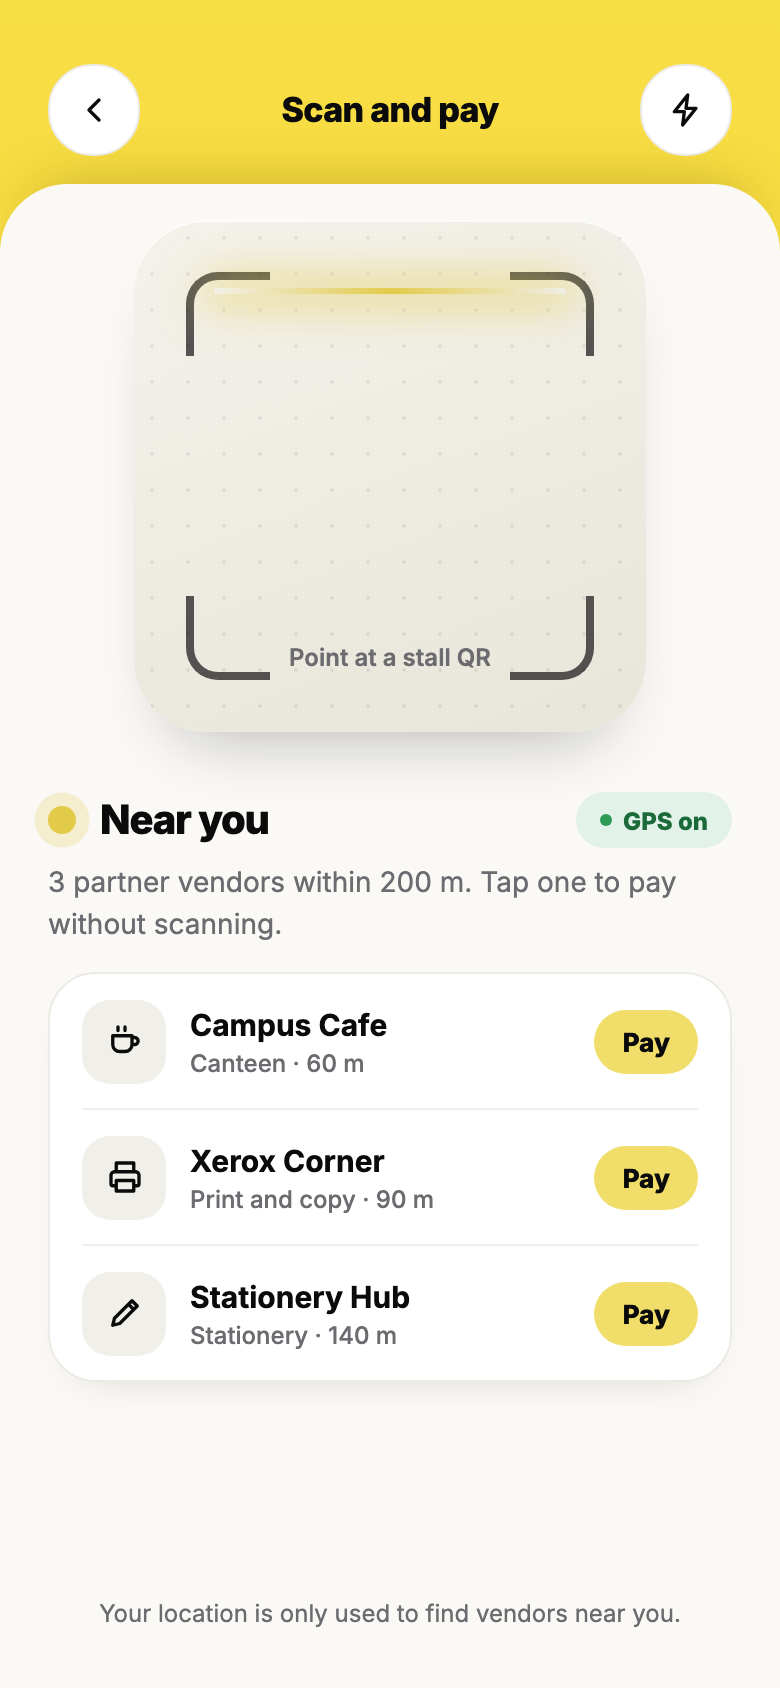 Scan and pay
Point at a stall QR
Near you
GPS on
3 partner vendors within 200 m. Tap one to pay
without scanning.
Campus Cafe
Canteen · 60 m
Pay
Xerox Corner
Print and copy · 90 m
Pay
Stationery Hub
Stationery · 140 m
Pay
Your location is only used to find vendors near you.